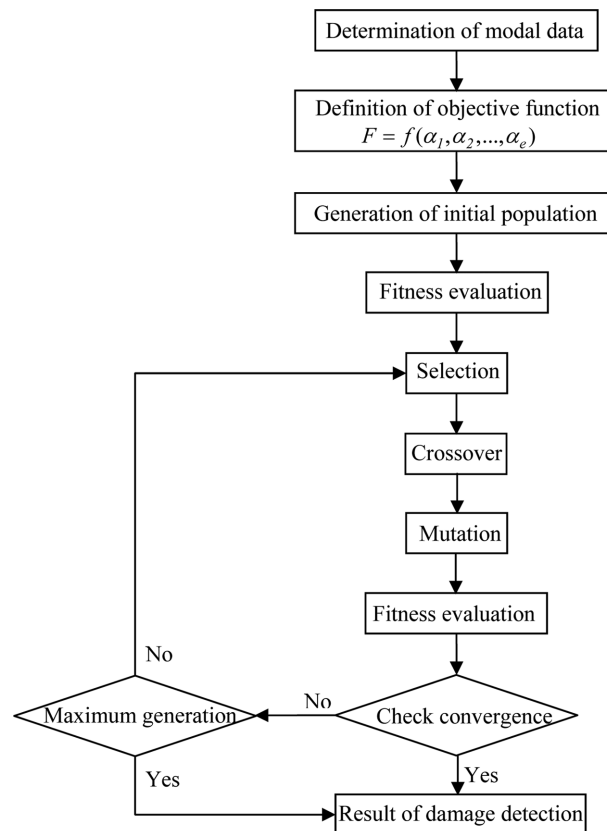 Determination of modal data
Definition of objective function
F = f(α₁,α₂,...,αₑ)
Generation of initial population
Fitness evaluation
Selection
Crossover
Mutation
Fitness evaluation
No
Maximum generation
No
Check convergence
Yes
Yes
Result of damage detection